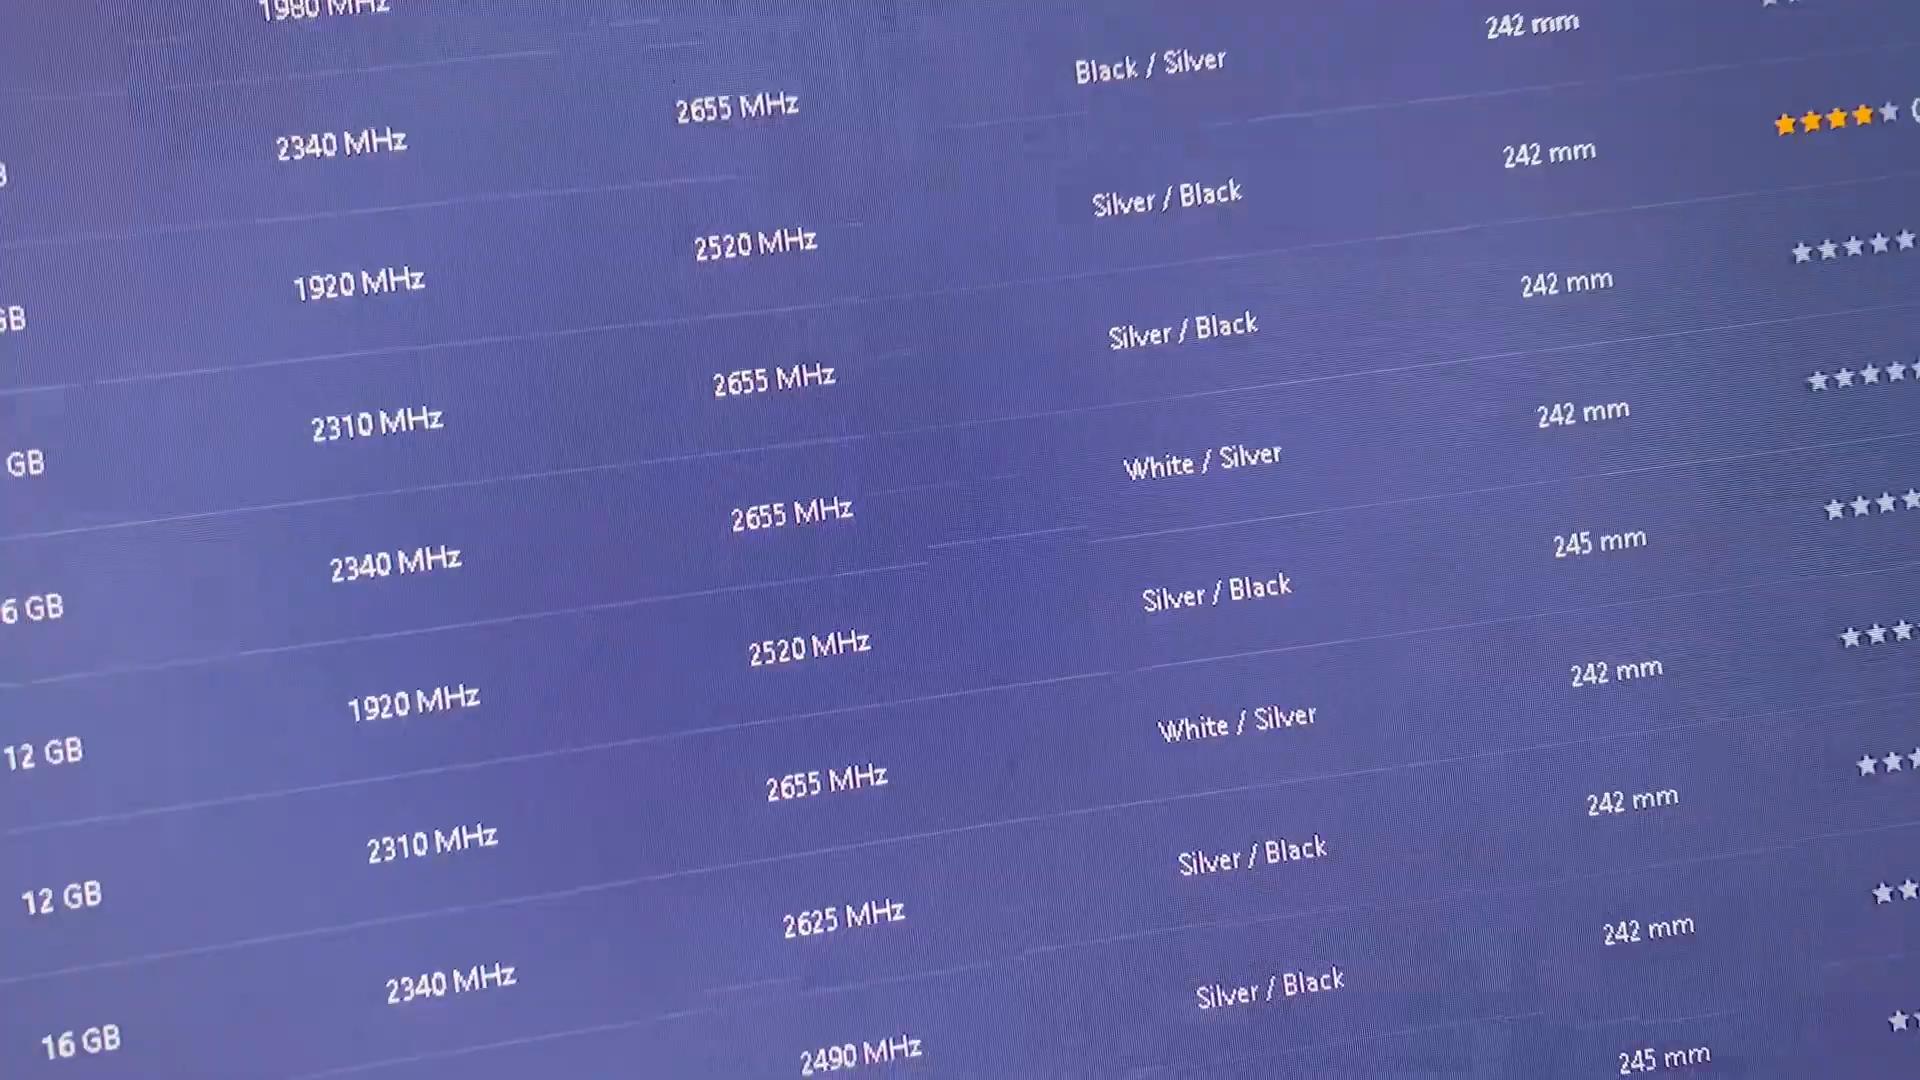 1980 MHz
2340 MHz 2655 MHz Black / Silver 242 mm
GB 1920 MHz 2520 MHz Silver / Black 242 mm
GB 2310 MHz 2655 MHz Silver / Black 242 mm
6 GB 2340 MHz 2655 MHz White / Silver 242 mm
12 GB 1920 MHz 2520 MHz Silver / Black 245 mm
12 GB 2310 MHz 2655 MHz White / Silver 242 mm
16 GB 2340 MHz 2625 MHz Silver / Black 242 mm
2490 MHz Silver / Black 242 mm
245 mm